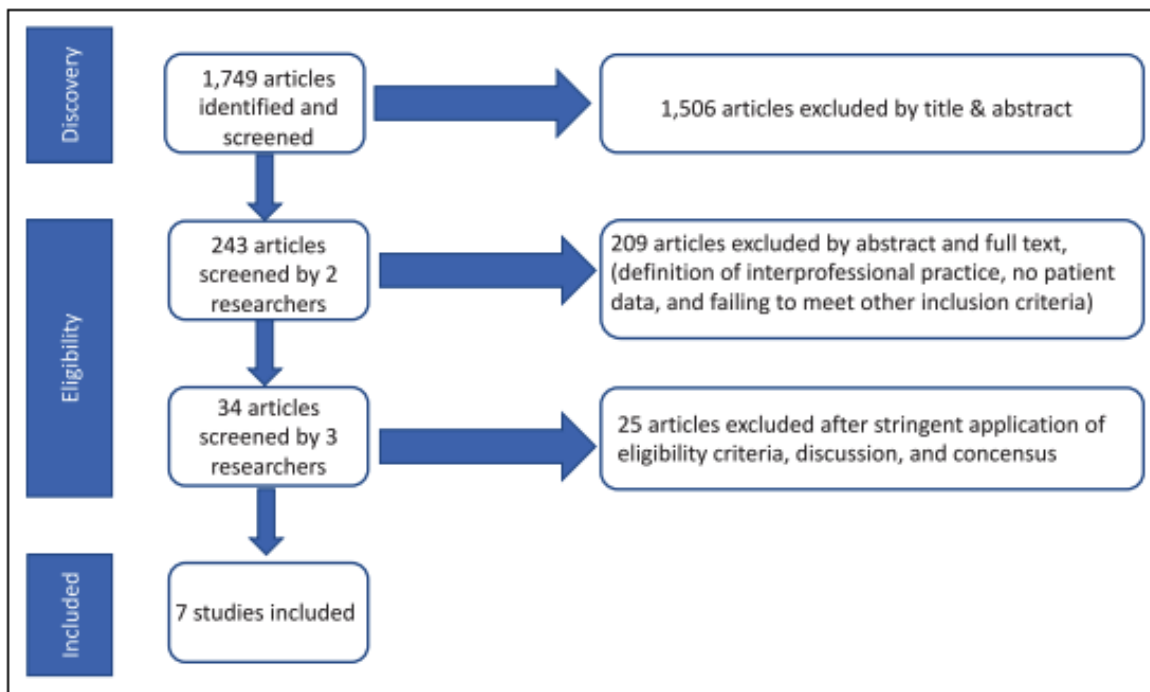 Discovery
1,749 articles
identified and
screened
1,506 articles excluded by title & abstract
Eligibility
243 articles
screened by 2
researchers
209 articles excluded by abstract and full text,
(definition of interprofessional practice, no patient
data, and failing to meet other inclusion criteria)
34 articles
screened by 3
researchers
25 articles excluded after stringent application of
eligibility criteria, discussion, and concensus
Included
7 studies included